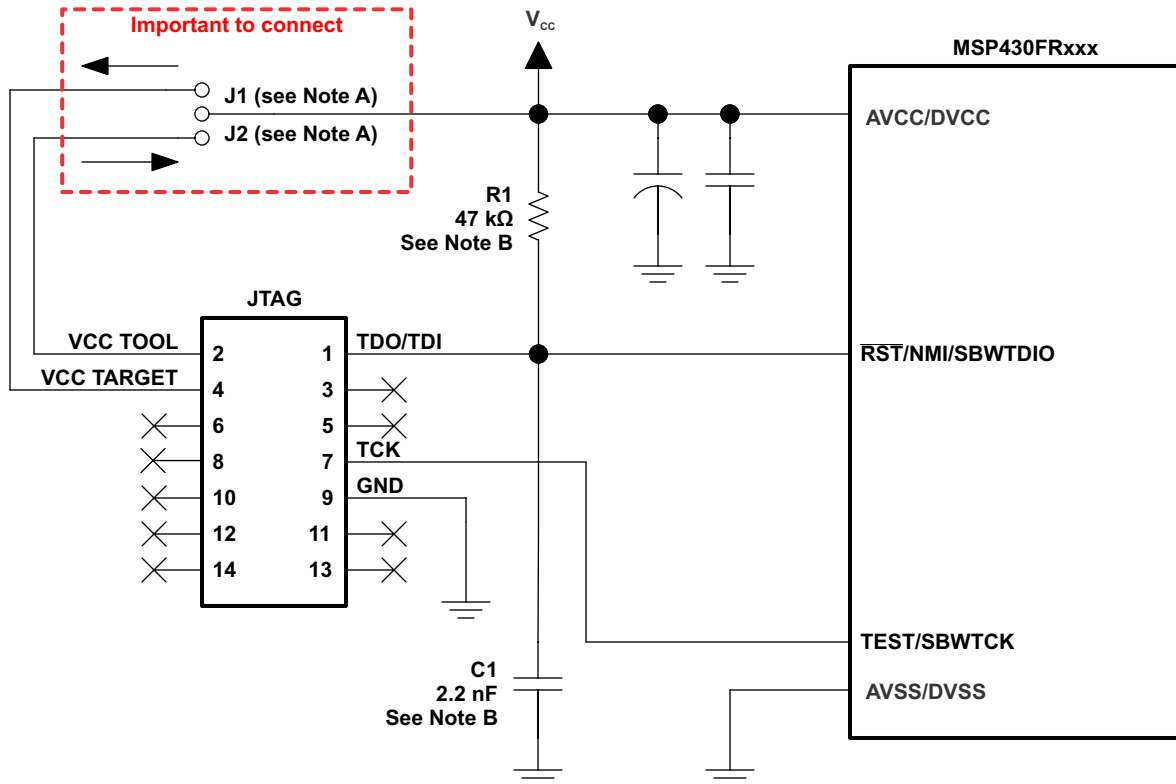 Important to connect
J1 (see Note A)
J2 (see Note A)
VCC
MSP430FRxxx
AVCC/DVCC
R1
47 kΩ
See Note B
JTAG
VCC TOOL
2
1
TDO/TDI
RST/NMI/SBWTDIO
VCC TARGET
4
3
6
5
TCK
8
7
GND
10
9
12
11
14
13
TEST/SBWTCK
C1
2.2 nF
See Note B
AVSS/DVSS